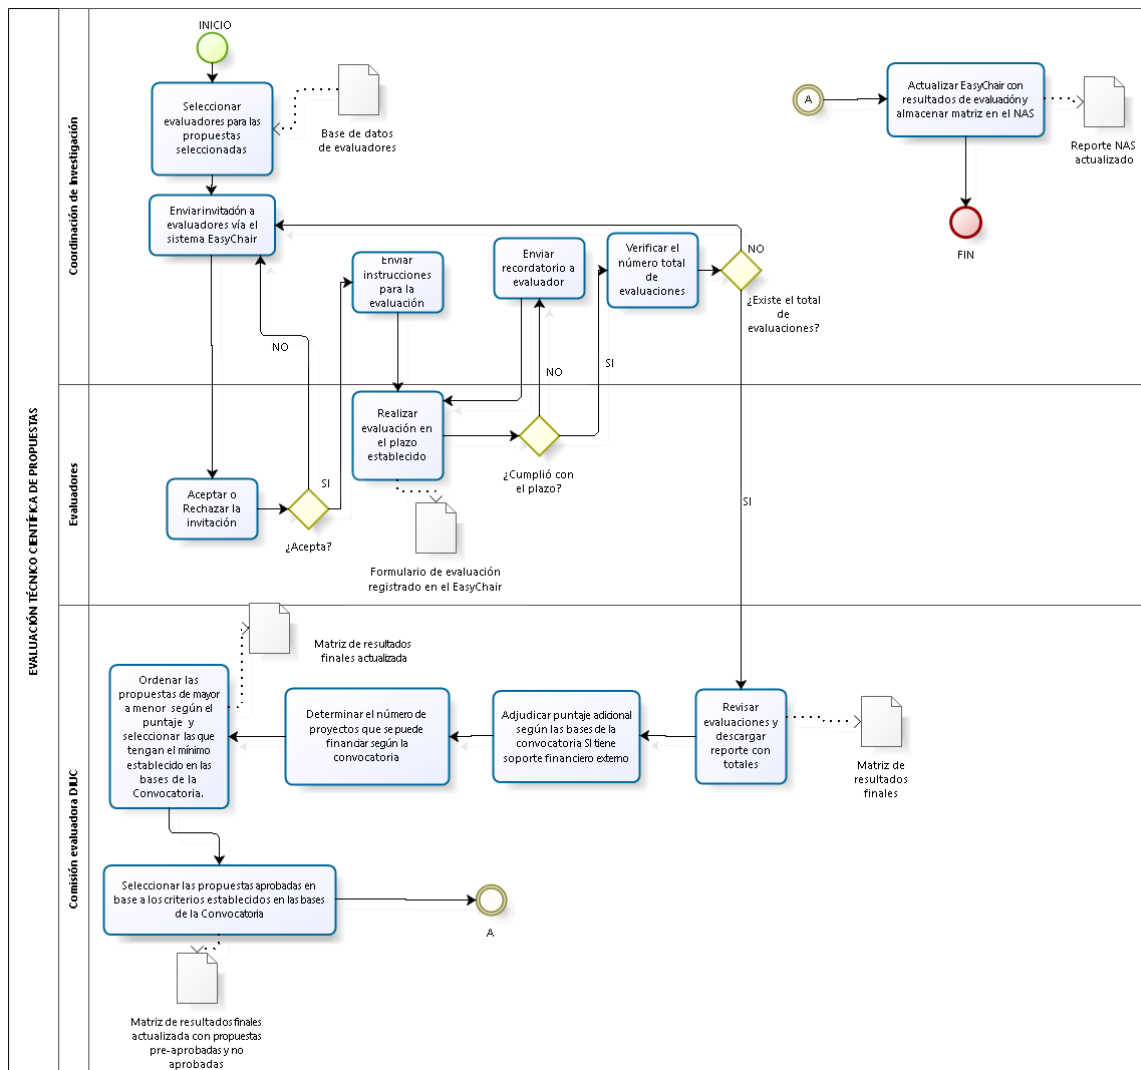 EVALUACIÓN TÉCNICO CIENTÍFICA DE PROPUESTAS
Coordinación de Investigación
INICIO
Seleccionar
evaluadores para las
propuestas
seleccionadas
Base de datos
de evaluadores
A
Actualizar EasyChair con
resultados de evaluación y
almacenar matriz en el NAS
Reporte NAS
actualizado
FIN
Enviar invitación a
evaluadores vía el
sistema EasyChair
Enviar
instrucciones
para la
evaluación
Enviar
recordatorio a
evaluador
Verificar el
número total
de
evaluaciones
NO
¿Existe el total
de
evaluaciones?
NO
NO
SI
Evaluadores
Realizar
evaluación en
el plazo
establecido
¿Cumplió con
el plazo?
Aceptar o
Rechazar la
invitación
SI
¿Acepta?
SI
Formulario de evaluación
registrado en el EasyChair
Comisión evaluadora DIUC
Matriz de resultados
finales actualizada
Ordenar las
propuestas de mayor
a menor según el
puntaje y
seleccionar las que
tengan el mínimo
establecido en las
bases de la
Convocatoria.
Determinar el número de
proyectos que se puede
financiar según la
convocatoria
Adjudicar puntaje adicional
según las bases de la
convocatoria SI tiene
soporte financiero externo
Revisar
evaluaciones y
descargar
reporte con
totales
Matriz de
resultados
finales
Seleccionar las propuestas aprobadas en
base a los criterios establecidos en las bases
de la Convocatoria
A
Matriz de resultados finales
actualizada con propuestas
pre-aprobadas y no
aprobadas